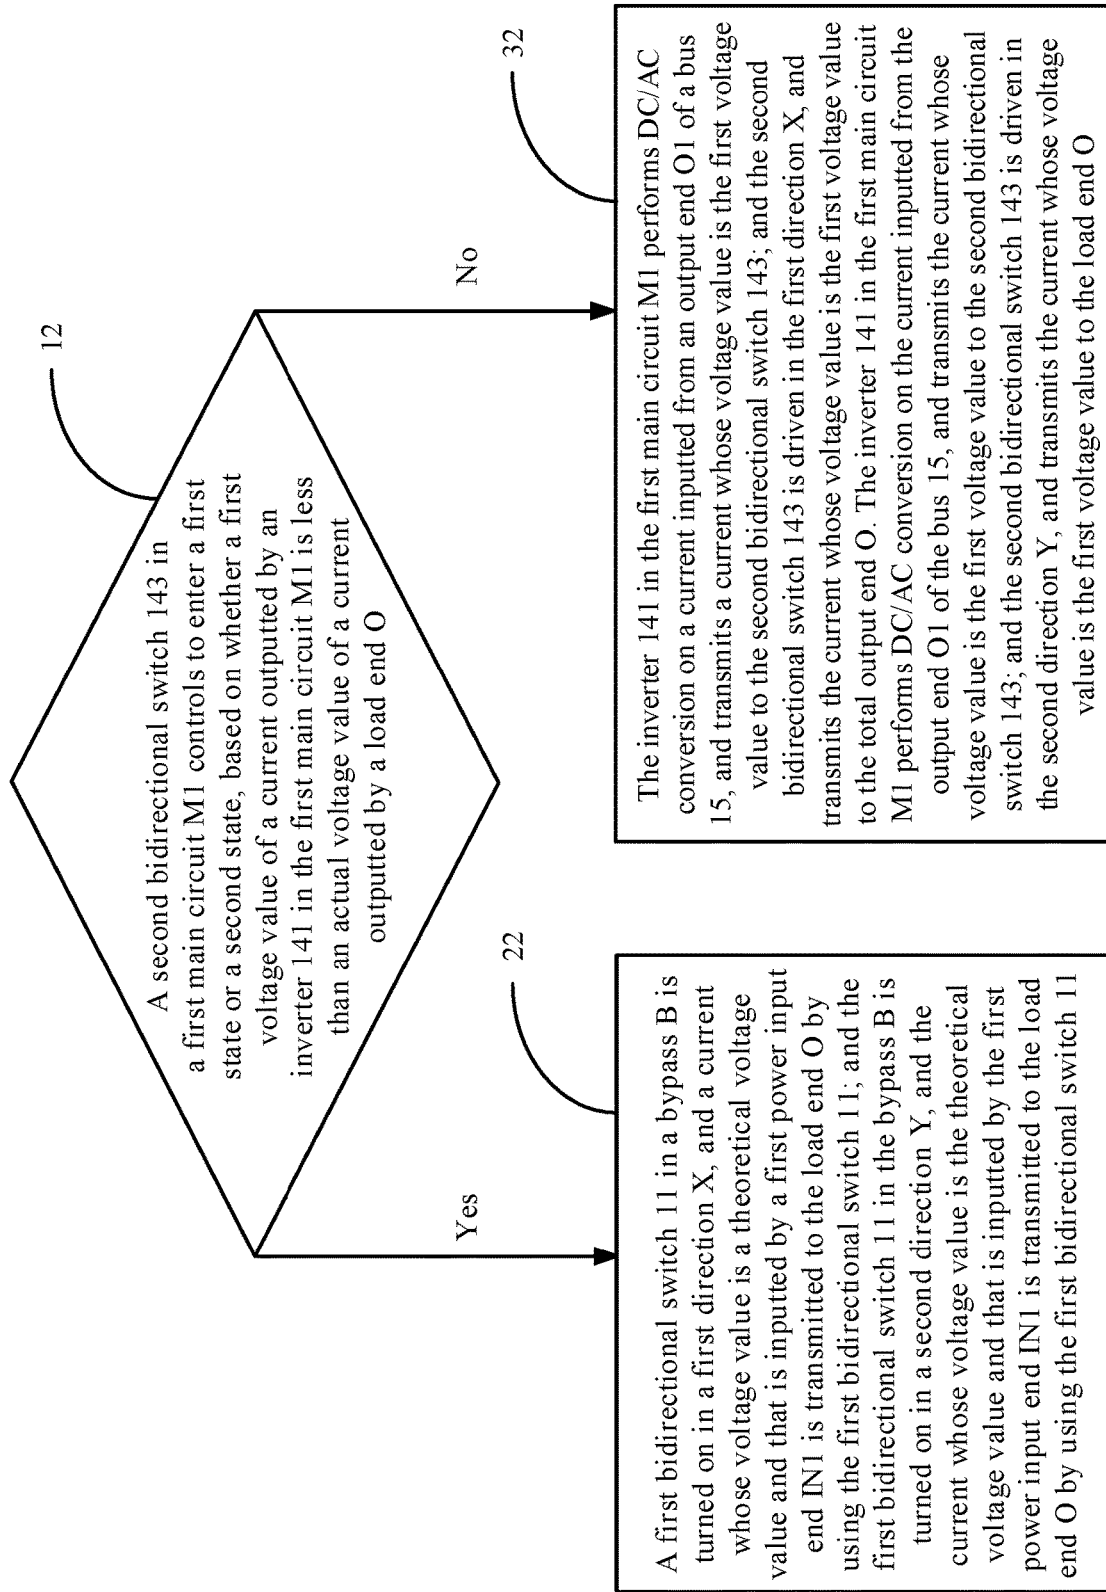 A second bidirectional switch 143 in
a first main circuit M1 controls to enter a first
state or a second state, based on whether a first
voltage value of a current outputted by an
inverter 141 in the first main circuit M1 is less
than an actual voltage value of a current
outputted by a load end O
12
Yes
No
22
A first bidirectional switch 11 in a bypass B is
turned on in a first direction X, and a current
whose voltage value is a theoretical voltage
value and that is inputted by a first power input
end IN1 is transmitted to the load end O by
using the first bidirectional switch 11; and the
first bidirectional switch 11 in the bypass B is
turned on in a second direction Y, and the
current whose voltage value is the theoretical
voltage value and that is inputted by the first
power input end IN1 is transmitted to the load
end O by using the first bidirectional switch 11
32
The inverter 141 in the first main circuit M1 performs DC/AC
conversion on a current inputted from an output end O1 of a bus
15, and transmits a current whose voltage value is the first voltage
value to the second bidirectional switch 143; and the second
bidirectional switch 143 is driven in the first direction X, and
transmits the current whose voltage value is the first voltage value
to the total output end O. The inverter 141 in the first main circuit
M1 performs DC/AC conversion on the current inputted from the
output end O1 of the bus 15, and transmits the current whose
voltage value is the first voltage value to the second bidirectional
switch 143; and the second bidirectional switch 143 is driven in
the second direction Y, and transmits the current whose voltage
value is the first voltage value to the load end O